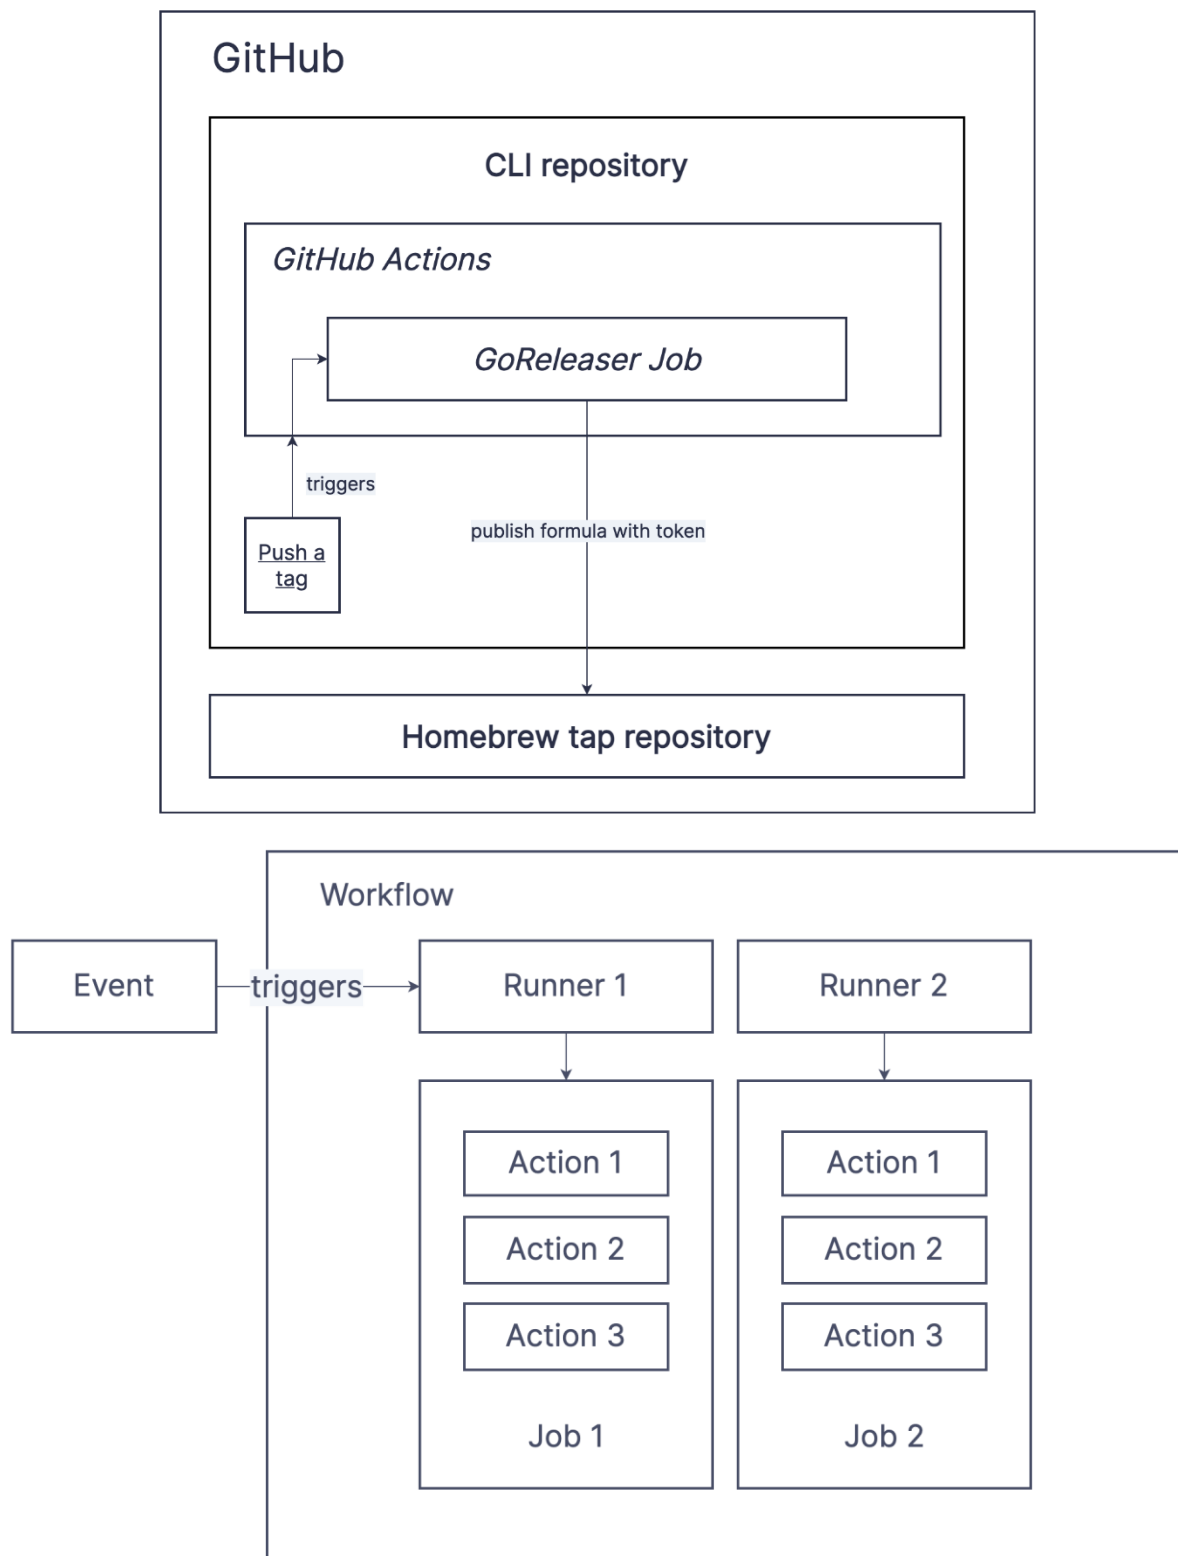 GitHub
CLI repository
GitHub Actions
GoReleaser Job
triggers
publish formula with token
Push a
tag
Homebrew tap repository
Workflow
Event
triggers
Runner 1
Runner 2
Action 1
Action 1
Action 2
Action 2
Action 3
Action 3
Job 1
Job 2